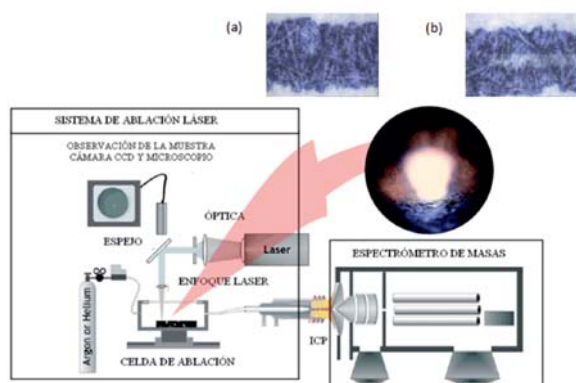 (a)
(b)
SISTEMA DE ABLACIÓN LÁSER
OBSERVACIÓN DE LA MUESTRA
CÁMARA CCD Y MICROSCOPIO
ÓPTICA
ESPEJO
Laser
ENFOQUE LASER
Argon or Helium
CELDA DE ABLACIÓN
ICP
ESPECTRÓMETRO DE MASAS